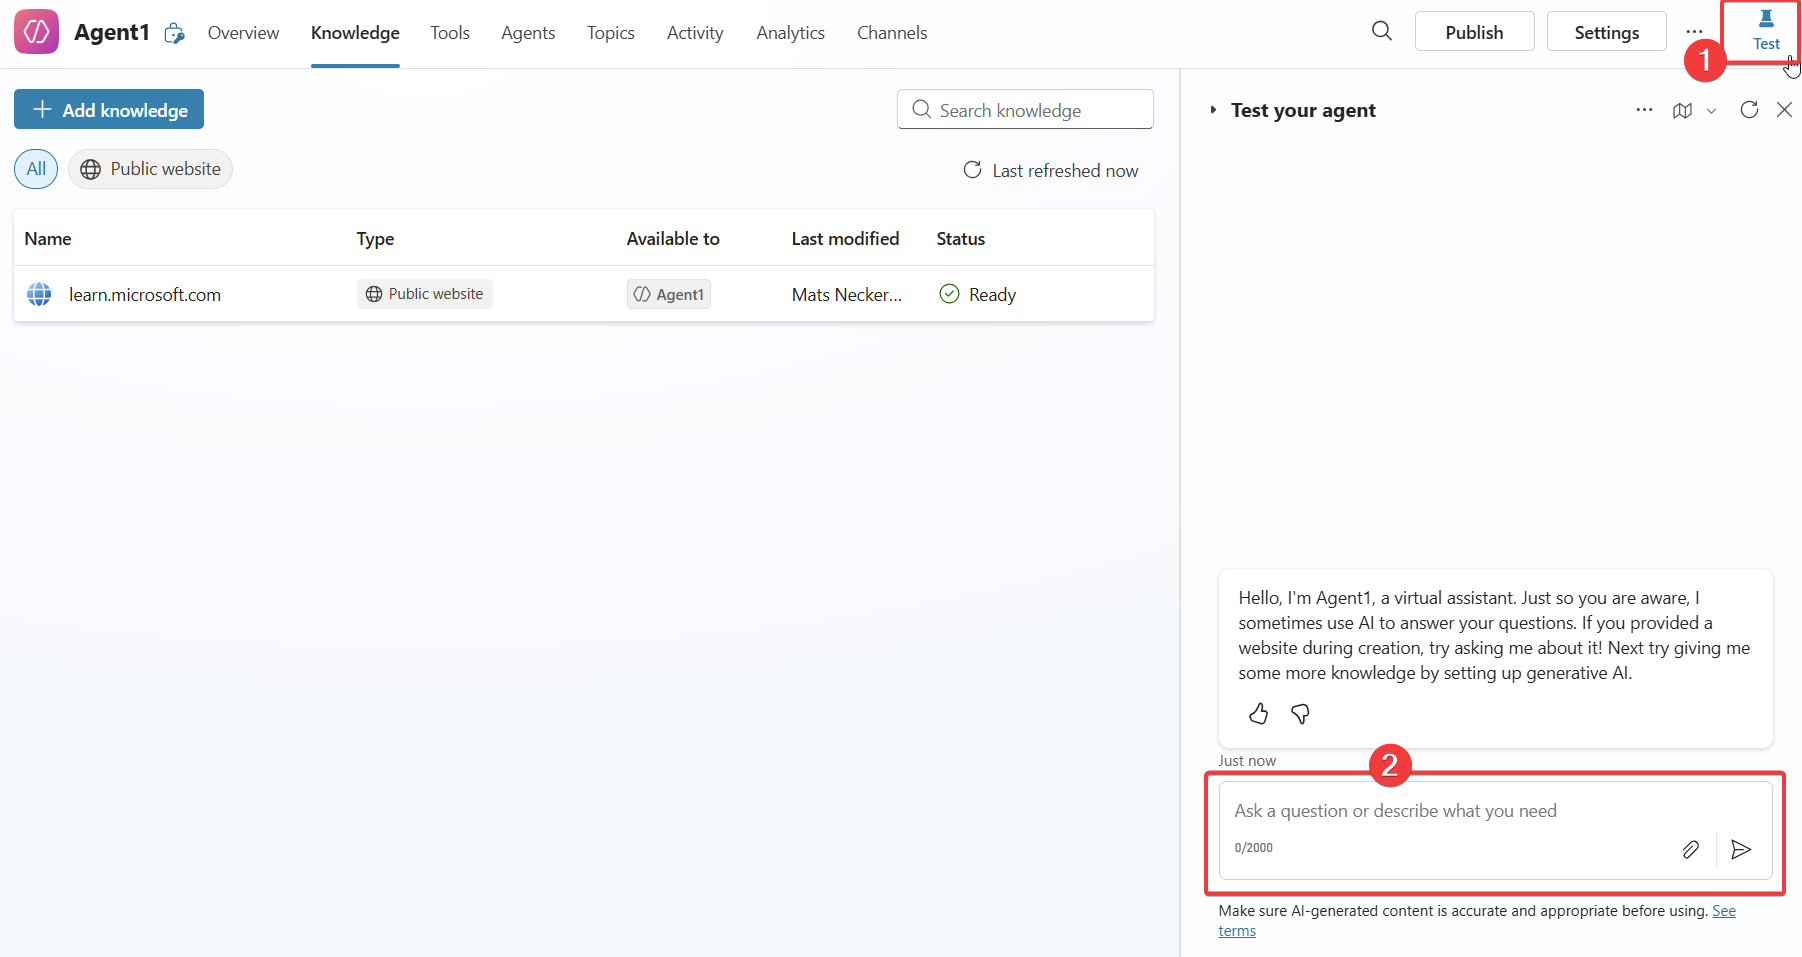 Agent1
Overview
Knowledge
Tools
Agents
Topics
Activity
Analytics
Channels
Publish
Settings
Test
1
Add knowledge
Search knowledge
All
Public website
Last refreshed now
Name
Type
Available to
Last modified
Status
learn.microsoft.com
Public website
Agent1
Mats Necker...
Ready
Test your agent
Hello, I'm Agent1, a virtual assistant. Just so you are aware, I
sometimes use AI to answer your questions. If you provided a
website during creation, try asking me about it! Next try giving me
some more knowledge by setting up generative AI.
Just now
2
Ask a question or describe what you need
0/2000
Make sure AI-generated content is accurate and appropriate before using. See
terms